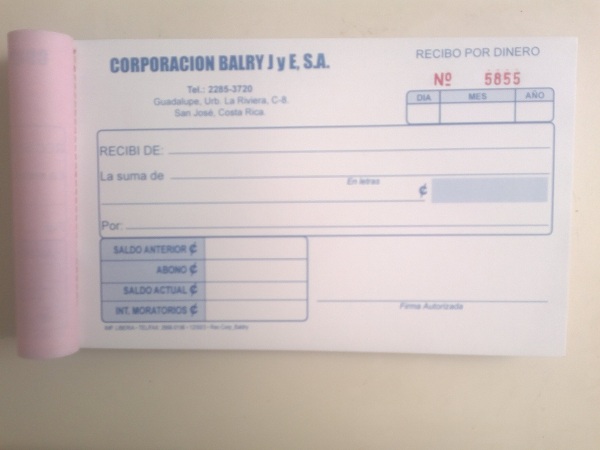 CORPORACION BALRY J y E, S.A.
RECIBO POR DINERO
Nº 5855
Tel.: 2285-3720
Guadalupe, Urb. La Riviera, C-8.
San José, Costa Rica.
DIA MES AÑO
RECIBI DE:
La suma de
En letras
₡
Por:
SALDO ANTERIOR ₡
ABONO ₡
SALDO ACTUAL ₡
INT. MORATORIOS ₡
Firma Autorizada